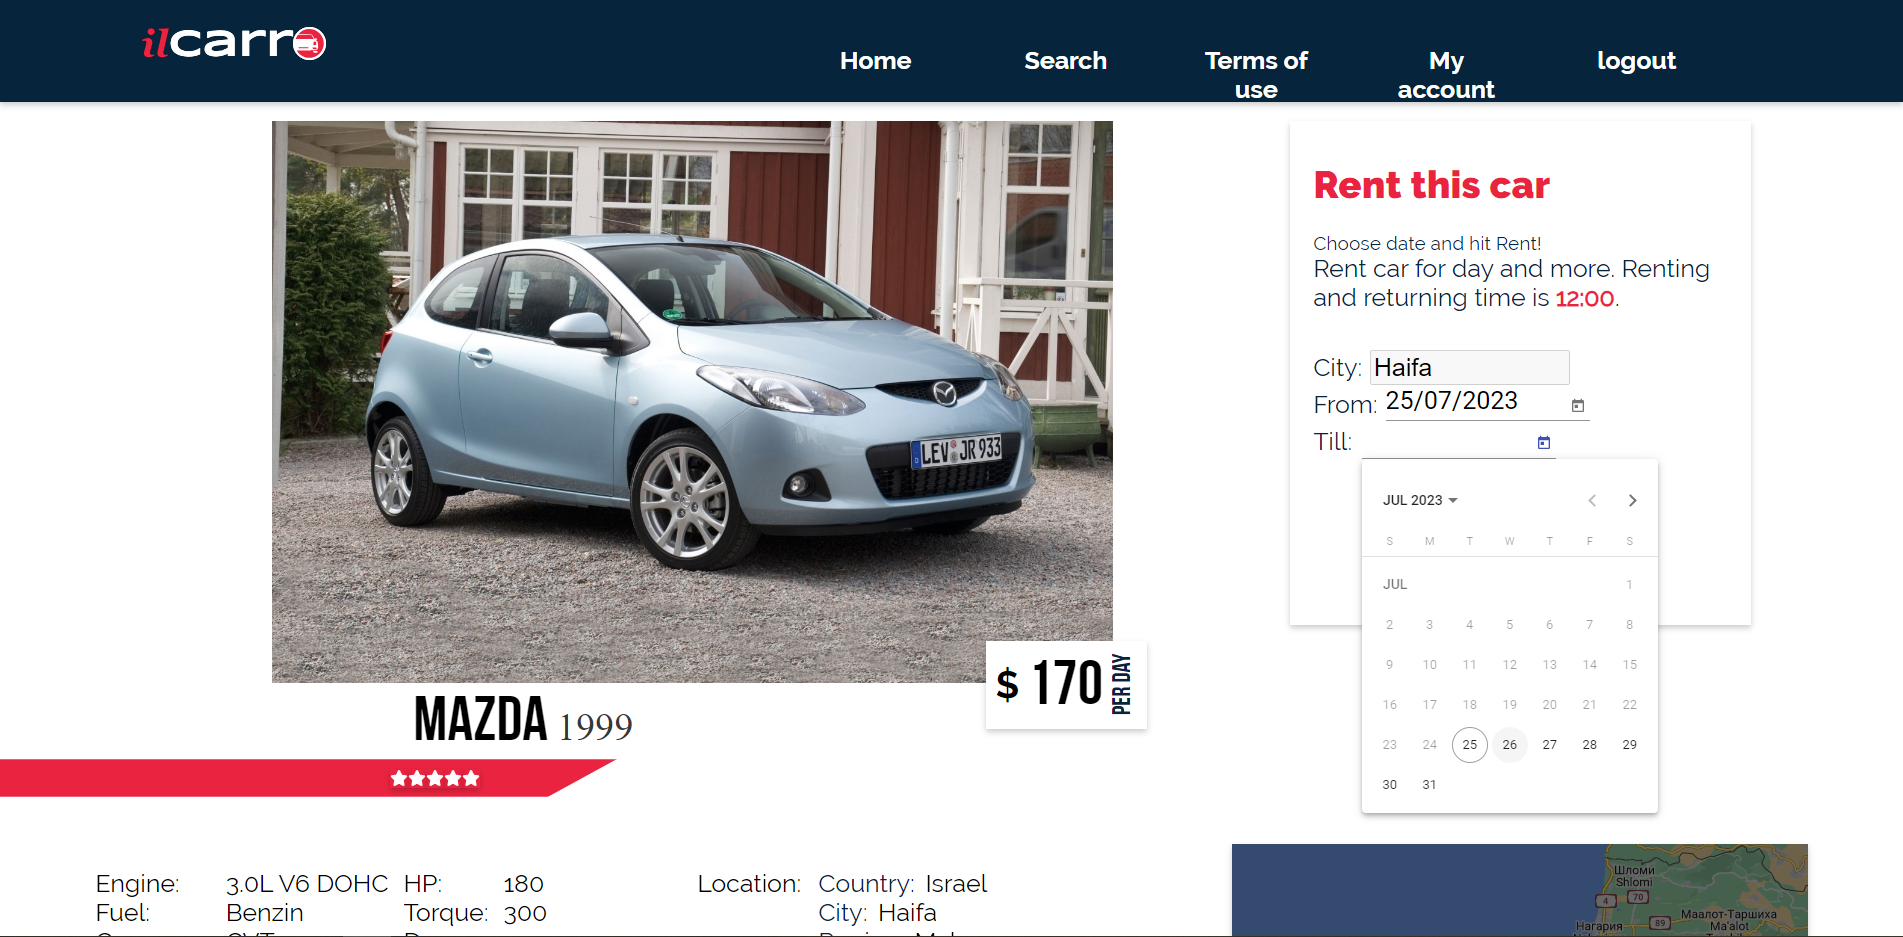 ilcarro
Home
Search
Terms of
use
My
account
logout
LEV JR 933
$ 170
PER DAY
MAZDA 1999
Rent this car
Choose date and hit Rent!
Rent car for day and more. Renting
and returning time is 12:00.
City: Haifa
From: 25/07/2023
Till:
JUL 2023
S M T W T F S
JUL 1
2 3 4 5 6 7 8
9 10 11 12 13 14 15
16 17 18 19 20 21 22
23 24 25 26 27 28 29
30 31
Engine: 3.0L V6 DOHC HP: 180
Fuel: Benzin Torque: 300
Location: Country: Israel
City: Haifa
Шломи
Shlomi
4
70
89
Маалот-Таршиха
Ma'alot
Нагария